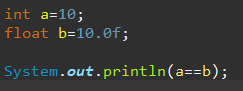 int a=10;
float b=10.0f;
System.out.println(a==b);